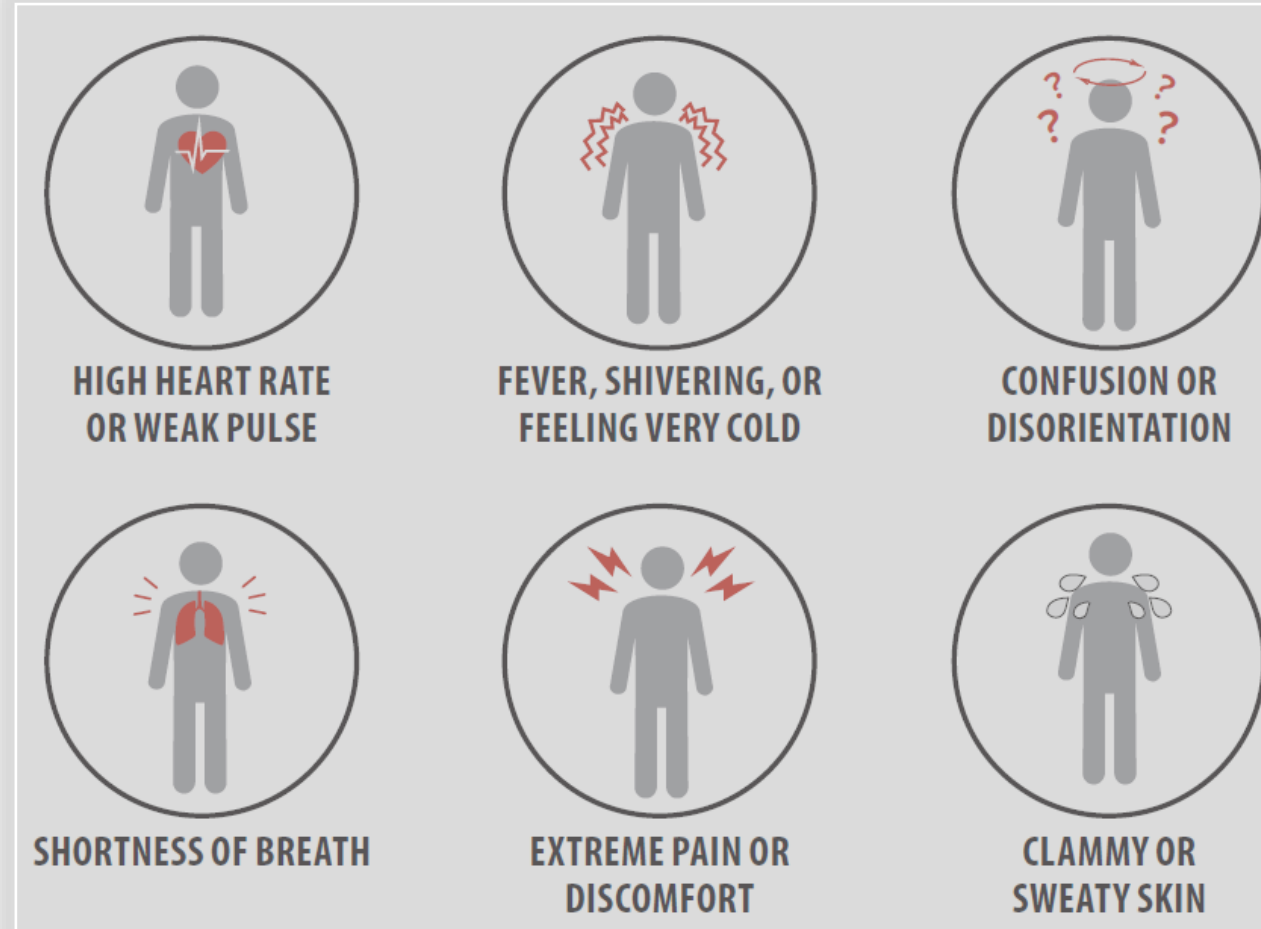 HIGH HEART RATE
OR WEAK PULSE
FEVER, SHIVERING, OR
FEELING VERY COLD
CONFUSION OR
DISORIENTATION
SHORTNESS OF BREATH
EXTREME PAIN OR
DISCOMFORT
CLAMMY OR
SWEATY SKIN